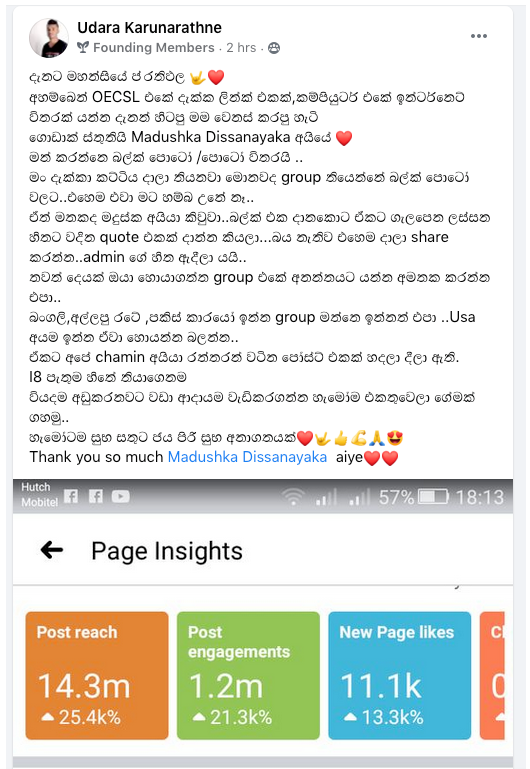 Udara Karunarathne
Founding Members · 2 hrs ·
දැනට මහන්සියේ ප්‍රතිඵල 🤟❤️
අහම්බෙන් OECSL එකේ දැක්ක ලින්ක් එකක්,කම්පියුටර් එකේ ඉන්ටර්නෙට්
විතරක් යන්න දැනන් හිටපු මම වෙනස් කරපු හැටි
ගොඩාක් ස්තූතියි Madushka Dissanayaka අයියේ ❤️
මන් කරන්නෙ බල්ක් පොටෝ /පොටෝ විතරයි ..
මං දැක්කා කට්ටිය දාලා තියනවා මොනවද group තියෙන්නේ බල්ක් පොටෝ
වලට..එහෙම එවා මට හම්බ උනේ නෑ..
ඒත් මතකද මදුස්ක අයියා කිවුවා..බල්ක් එක දානකොට ඒකට ගැලපෙන ලස්සන
හිතට වදින quote එකක් දාන්න කියලා...බය නැතිව එහෙම දාලා share
කරන්න..admin ගේ හිත ඇදිලා යයි..
තවත් දෙයක් ඔයා හොයාගත්ත group එකේ අනන්තයට යන්න අමතක කරන්න
එපා..
බංගලි,අල්ලපු රටේ ,පකිස් කාරයෝ ඉන්න group මත්තෙ ඉන්නත් එපා ..Usa
අයම ඉන්න ඒවා හොයන්න බලන්න..
ඒකට අපේ chamin අයියා රත්තරන් වටින පෝස්ට් එකක් හදලා දීලා ඇති.
I8 පැතුම හිතේ තියාගෙනම
වියදම අඩුකරනවට වඩා ආදායම වැඩිකරගන්න හැමෝම එකතුවෙලා ගේමක්
ගහමු..
හැමෝටම සුභ සතුට ජය පිරී සුභ අනාගතයක්❤️🤟👍💪🙏😍
Thank you so much Madushka Dissanayaka aiye❤️❤️
Hutch
Mobitel
57% 18:13
Page Insights
Post reach
14.3m
25.4k%
Post
engagements
1.2m
21.3k%
New Page likes
11.1k
13.3k%